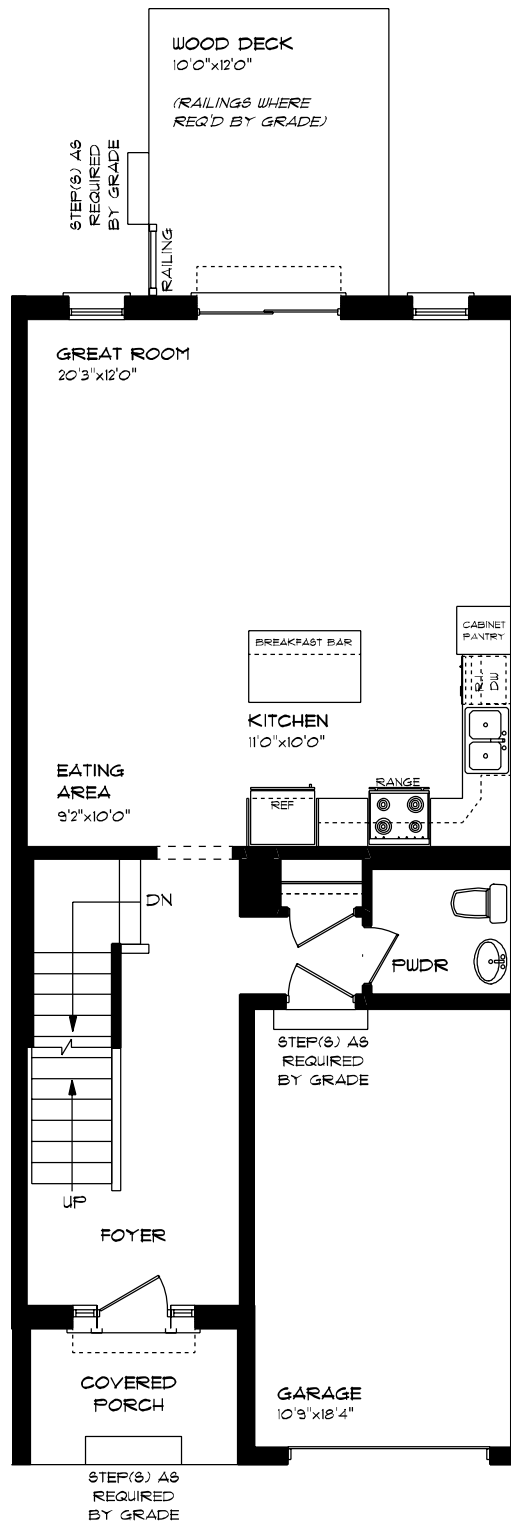 WOOD DECK
10'0"x12'0"
(RAILINGS WHERE
REQ'D BY GRADE)
STEP(S) AS
REQUIRED
BY GRADE
RAILING
GREAT ROOM
20'3"x12'0"
CABINET
PANTRY
BREAKFAST BAR
R.I.
DW
KITCHEN
11'0"x10'0"
EATING
AREA
9'2"x10'0"
RANGE
REF
DN
PWDR
STEP(S) AS
REQUIRED
BY GRADE
UP
FOYER
COVERED
PORCH
GARAGE
10'9"x18'4"
STEP(S) AS
REQUIRED
BY GRADE